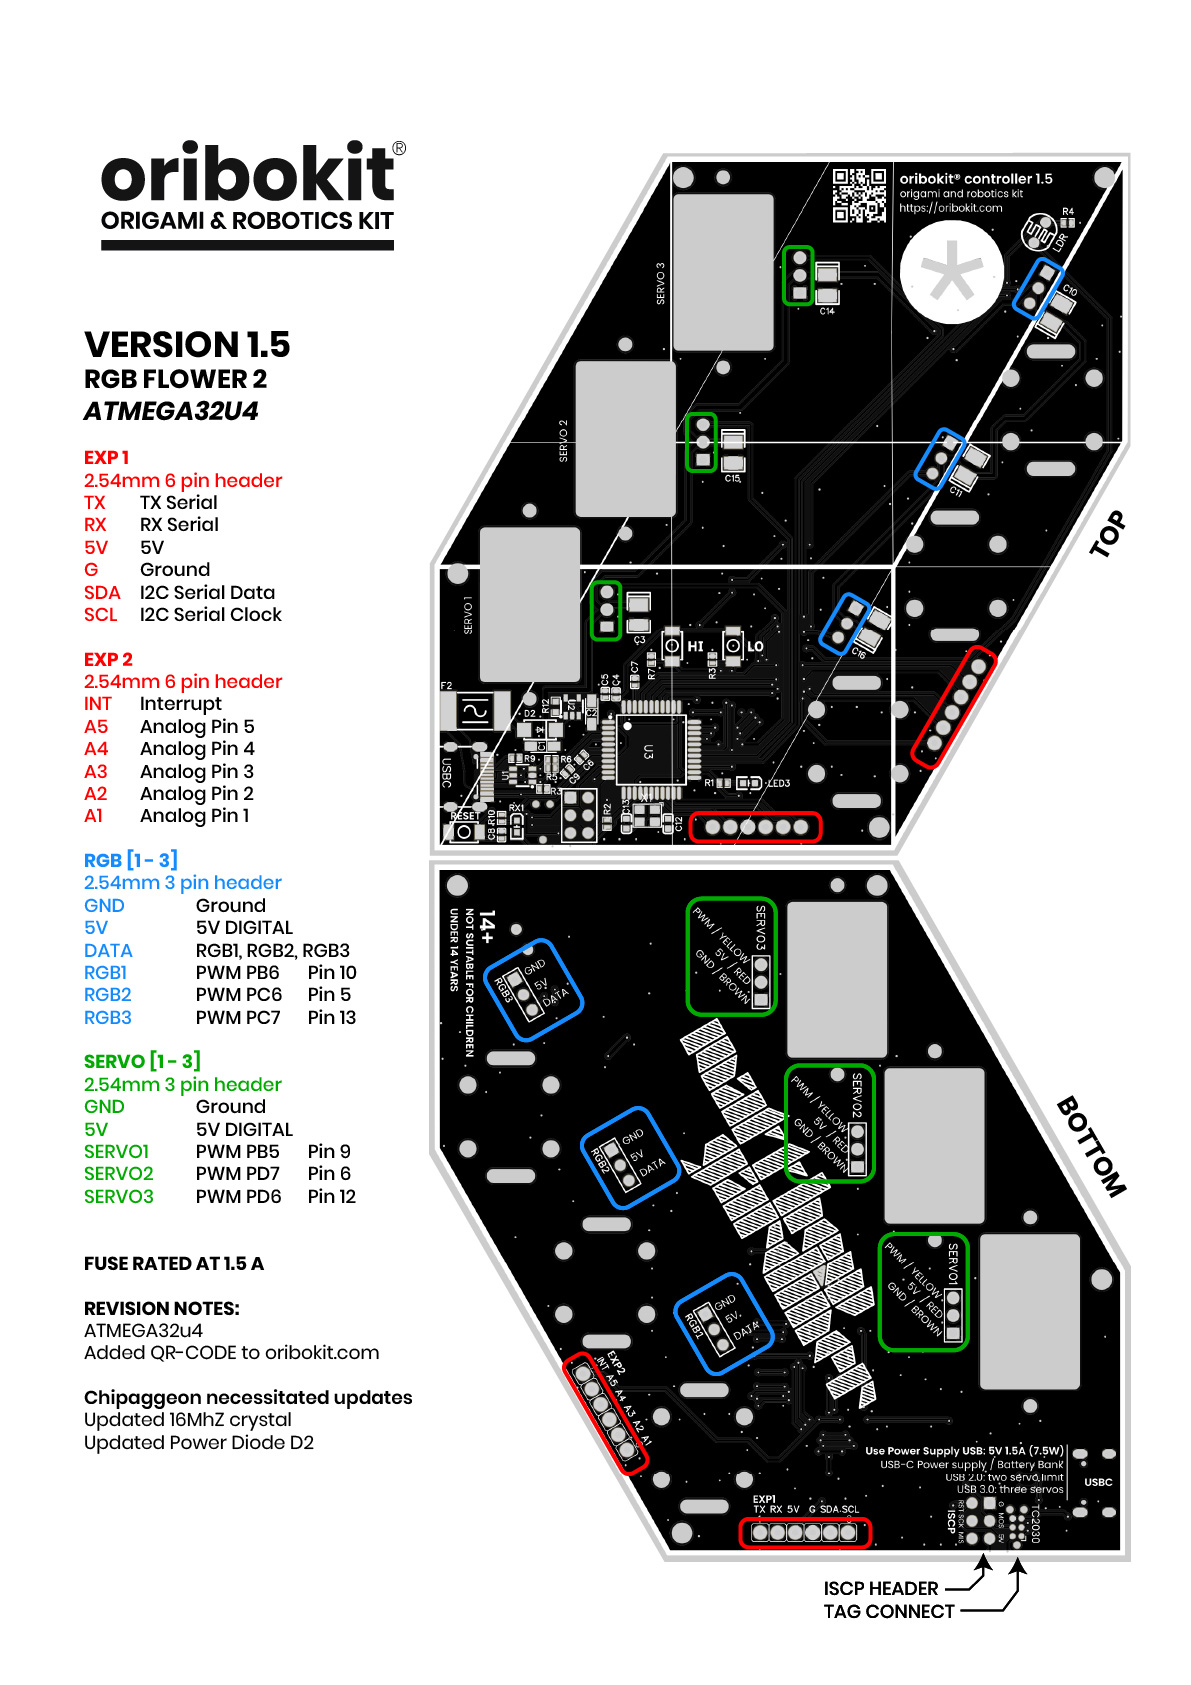 oribokit®
ORIGAMI & ROBOTICS KIT
VERSION 1.5
RGB FLOWER 2
ATMEGA32U4
EXP 1
2.54mm 6 pin header
TX TX Serial
RX RX Serial
5V 5V
G Ground
SDA I2C Serial Data
SCL I2C Serial Clock
EXP 2
2.54mm 6 pin header
INT Interrupt
A5 Analog Pin 5
A4 Analog Pin 4
A3 Analog Pin 3
A2 Analog Pin 2
A1 Analog Pin 1
RGB [1 - 3]
2.54mm 3 pin header
GND Ground
5V 5V DIGITAL
DATA RGB1, RGB2, RGB3
RGB1 PWM PB6 Pin 10
RGB2 PWM PC6 Pin 5
RGB3 PWM PC7 Pin 13
SERVO [1 - 3]
2.54mm 3 pin header
GND Ground
5V 5V DIGITAL
SERVO1 PWM PB5 Pin 9
SERVO2 PWM PD7 Pin 6
SERVO3 PWM PD6 Pin 12
FUSE RATED AT 1.5 A
REVISION NOTES:
ATMEGA32u4
Added QR-CODE to oribokit.com
Chipaggeon necessitated updates
Updated 16MhZ crystal
Updated Power Diode D2
oribokit® controller 1.5
origami and robotics kit
https://oribokit.com
R4
LDR
SERVO 3
C14
C10
SERVO 2
C15
C11
TOP
SERVO 1
C3
C16
HI
LO
R7
R3
C7
C5
C4
F2
R12
D2
C1
R9
R6
R5
C9
C6
U1
U3
USBC
R3
RX1
RESET
C8
R10
R2
C13
X1
C12
R1
LED3
14+
NOT SUITABLE FOR CHILDREN
UNDER 14 YEARS
RGB3
GND
5V
DATA
SERVO3
PWM / YELLOW
5V / RED
GND / BROWN
RGB2
GND
5V
DATA
SERVO2
PWM / YELLOW
5V / RED
GND / BROWN
BOTTOM
RGB1
GND
5V
DATA
SERVO1
PWM / YELLOW
5V / RED
GND / BROWN
EXP2
INT A5 A4 A3 A2 A1
Use Power Supply USB: 5V 1.5A (7.5W)
USB-C Power supply / Battery Bank
USB 2.0: two servo limit
USB 3.0: three servos
USBC
EXP1
TX RX 5V G SDA SCL
ISCP
RST SCK MIS
G MOS 5V
TC2030
ISCP HEADER
TAG CONNECT